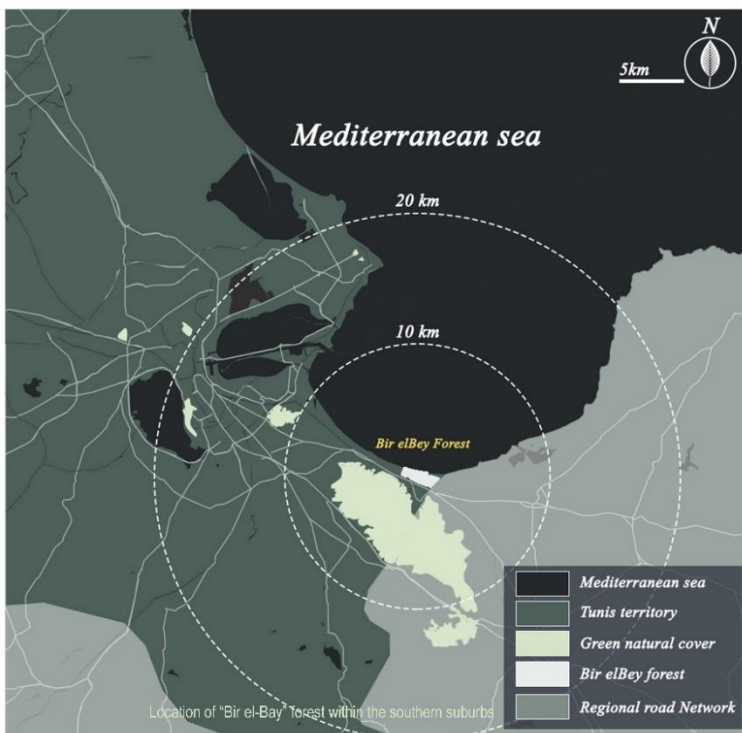 N
5km
Mediterranean sea
20 km
10 km
Bir elBey Forest
Mediterranean sea
Tunis territory
Green natural cover
Bir elBey forest
Regional road Network
Location of "Bir el-Bay" forest within the southern suburbs